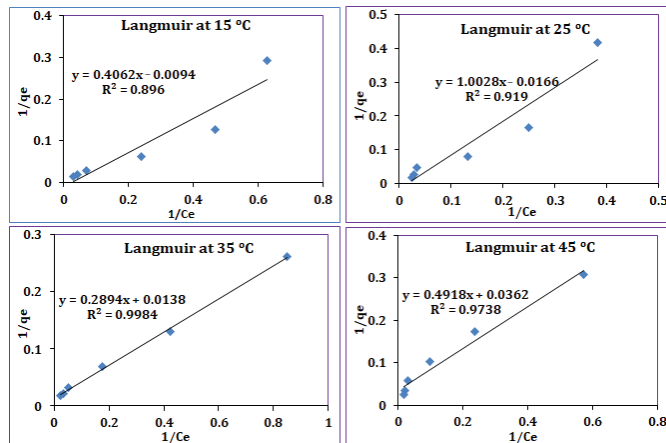 Langmuir at 15 ºC
y = 0.4062x - 0.0094
R² = 0.896
1/qe
0.4
0.3
0.2
0.1
0
0
0.2
0.4
0.6
0.8
1/Ce
Langmuir at 25 ºC
y = 1.0028x - 0.0166
R² = 0.919
1/qe
0.5
0.4
0.3
0.2
0.1
0
0
0.1
0.2
0.3
0.4
0.5
1/Ce
Langmuir at 35 ºC
y = 0.2894x + 0.0138
R² = 0.9984
1/qe
0.3
0.2
0.1
0
0
0.2
0.4
0.6
0.8
1
1/Ce
Langmuir at 45 ºC
y = 0.4918x + 0.0362
R² = 0.9738
1/qe
0.4
0.3
0.2
0.1
0
0
0.2
0.4
0.6
0.8
1/Ce